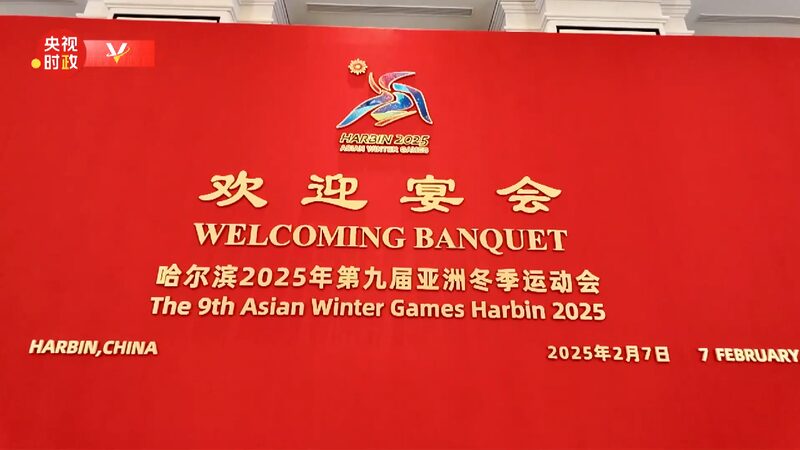 央视
时政
HARBIN 2025
ASIAN WINTER GAMES
欢迎宴会
WELCOMING BANQUET
哈尔滨2025年第九届亚洲冬季运动会
The 9th Asian Winter Games Harbin 2025
HARBIN,CHINA
2025年2月7日 7 FEBRUARY